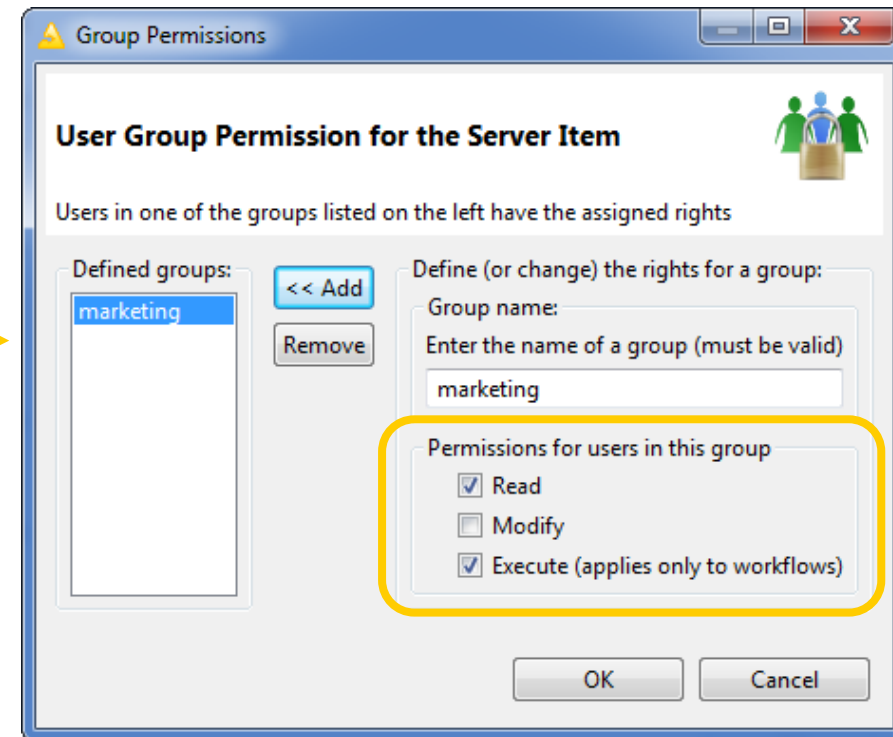 Group Permissions
User Group Permission for the Server Item
Users in one of the groups listed on the left have the assigned rights
Defined groups:
marketing
<< Add
Remove
Define (or change) the rights for a group:
Group name:
Enter the name of a group (must be valid)
marketing
Permissions for users in this group
Read
Modify
Execute (applies only to workflows)
OK
Cancel